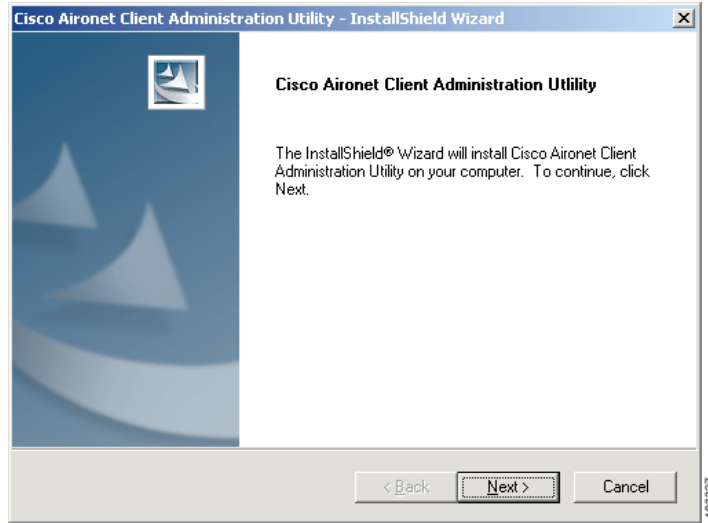 Cisco Aironet Client Administration Utility - InstallShield Wizard
Cisco Aironet Client Administration Utlility
The InstallShield® Wizard will install Cisco Aironet Client
Administration Utility on your computer. To continue, click
Next.
< Back
Next >
Cancel